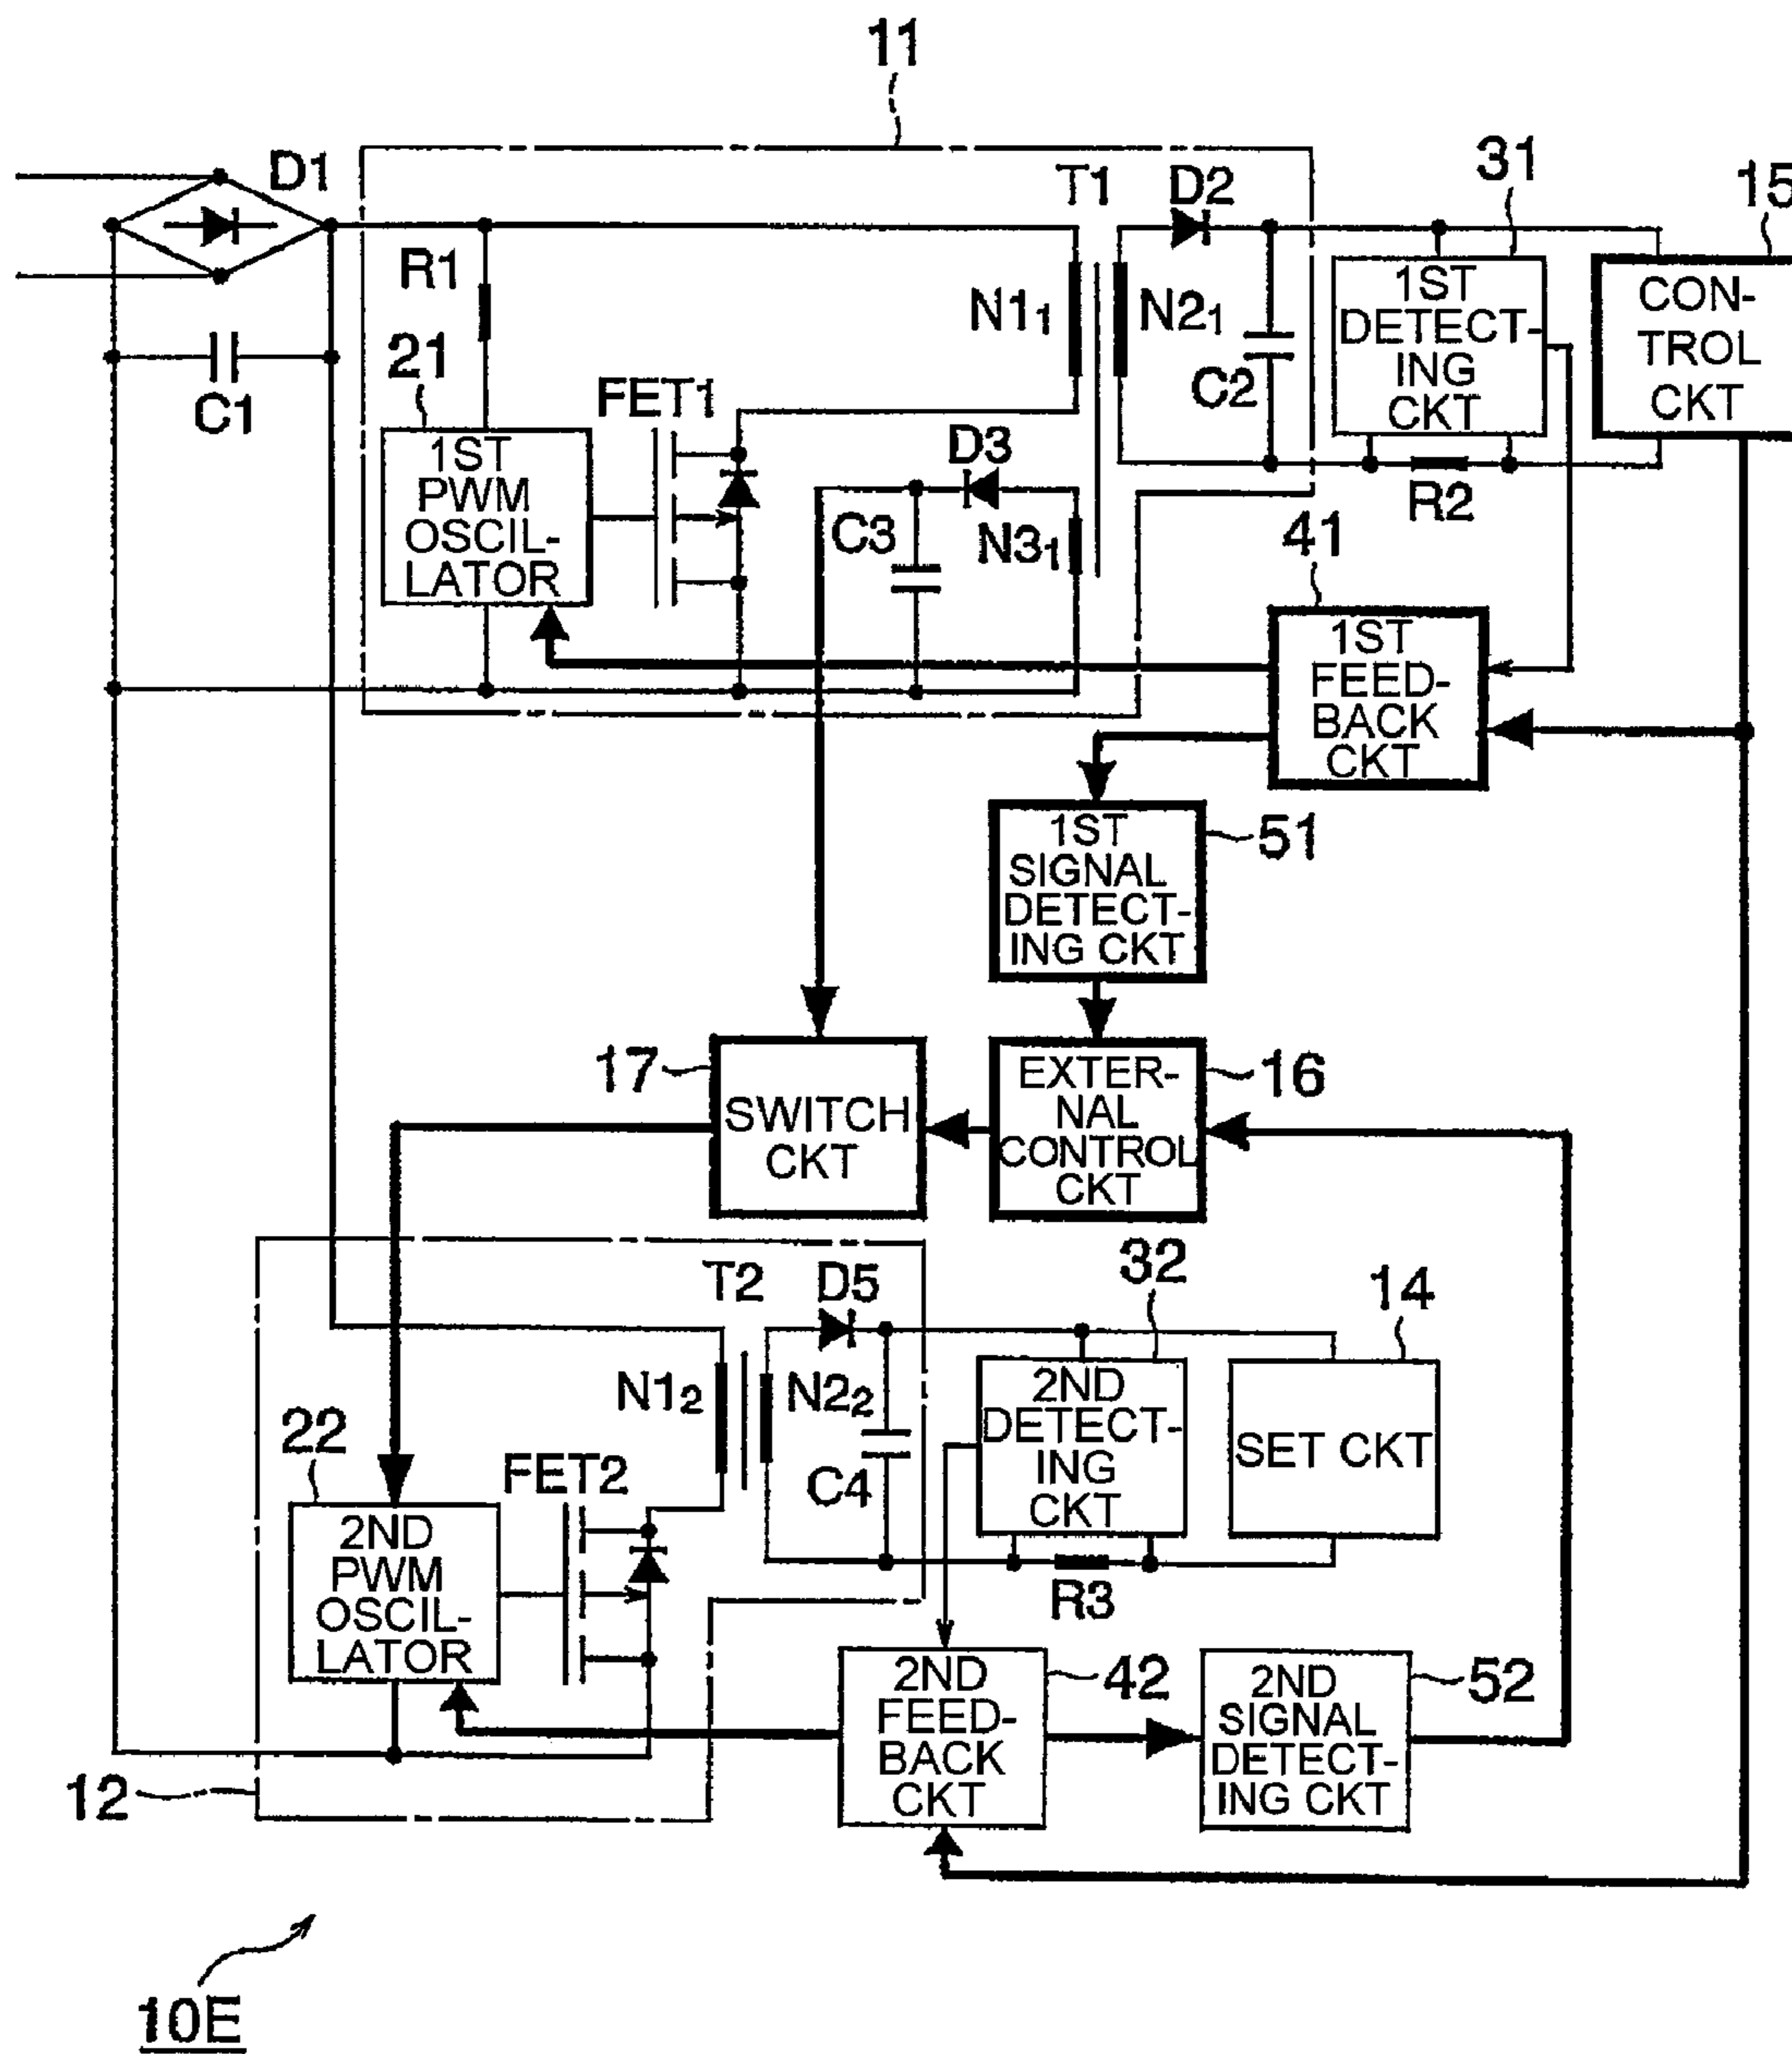 11
D1
T1
D2
31
15
R1
N1₁
N2₁
1ST
DETECT-
ING
CKT
CON-
TROL
CKT
21
C1
FET1
C2
1ST
PWM
OSCIL-
LATOR
D3
C3
N3₁
R2
41
1ST
FEED-
BACK
CKT
1ST
SIGNAL
DETECT-
ING CKT
51
17
SWITCH
CKT
EXTER-
NAL
CONTROL
CKT
16
T2
D5
32
14
N1₂
N2₂
C4
2ND
DETECT-
ING
CKT
SET CKT
22
FET2
2ND
PWM
OSCIL-
LATOR
R3
12
2ND
FEED-
BACK
CKT
42
2ND
SIGNAL
DETECT-
ING CKT
52
10E